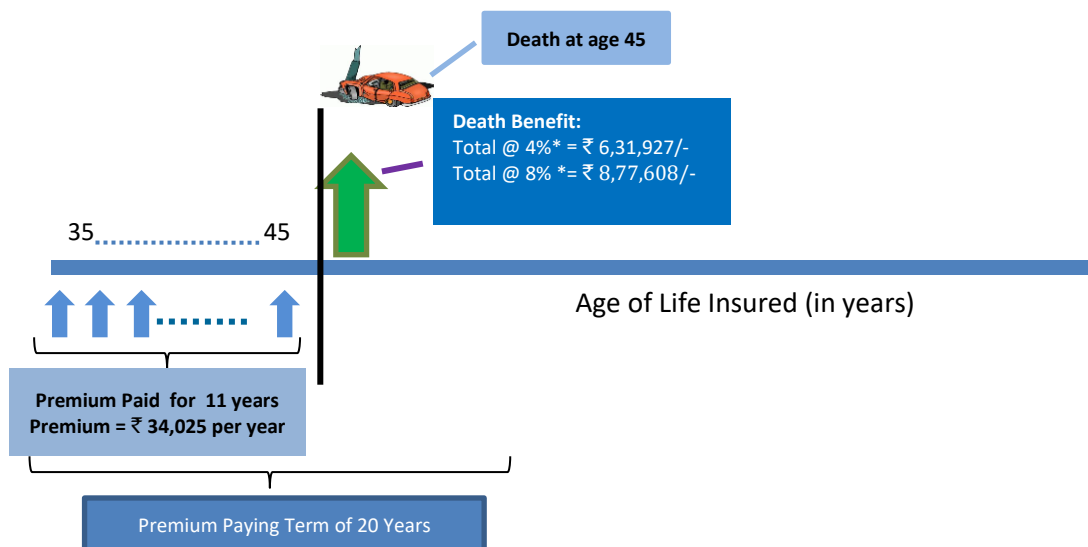 Death at age 45
Death Benefit:
Total @ 4%* = ₹ 6,31,927/-
Total @ 8% *= ₹ 8,77,608/-
35 45
Age of Life Insured (in years)
Premium Paid for 11 years
Premium = ₹ 34,025 per year
Premium Paying Term of 20 Years